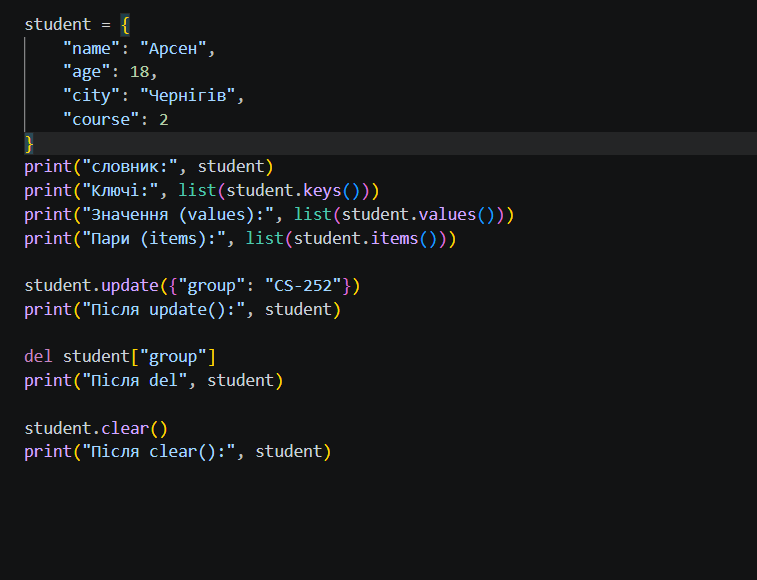 student = {
    "name": "Арсен",
    "age": 18,
    "city": "Чернігів",
    "course": 2
}
print("словник:", student)
print("Ключі:", list(student.keys()))
print("Значення (values):", list(student.values()))
print("Пари (items):", list(student.items()))
student.update({"group": "CS-252"})
print("Після update():", student)
del student["group"]
print("Після del", student)
student.clear()
print("Після clear():", student)